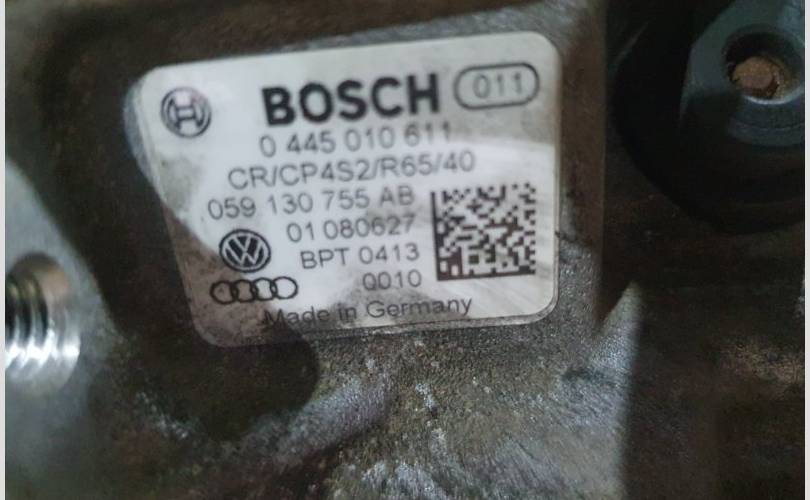 BOSCH 011
0 445 010 611
CR/CP4S2/R65/40
059 130 755 AB
01 080627
BPT 0413
0010
Made in Germany